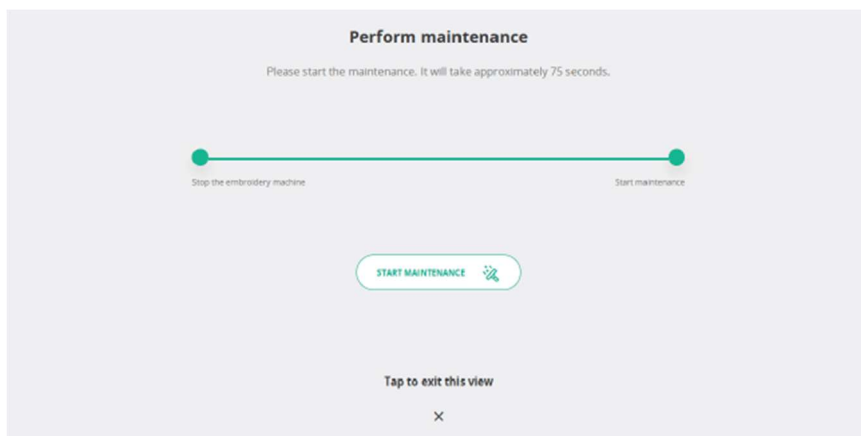 Perform maintenance
Please start the maintenance. It will take approximately 75 seconds.
Stop the embroidery machine
Start maintenance
START MAINTENANCE
Tap to exit this view